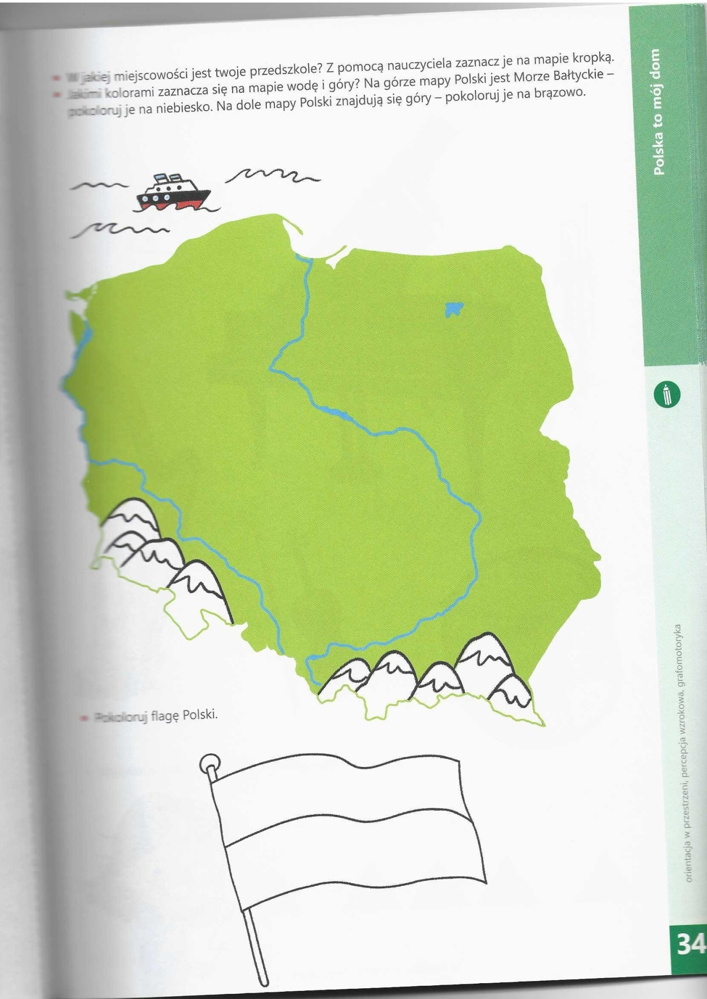 W jakiej miejscowości jest twoje przedszkole? Z pomocą nauczyciela zaznacz je na mapie kropką.
Jakimi kolorami zaznacza się na mapie wodę i góry? Na górze mapy Polski jest Morze Bałtyckie –
pokoloruj je na niebiesko. Na dole mapy Polski znajdują się góry – pokoloruj je na brązowo.
Polska to mój dom
Pokoloruj flagę Polski.
orientacja w przestrzeni, percepcja wzrokowa, grafomotoryka
34